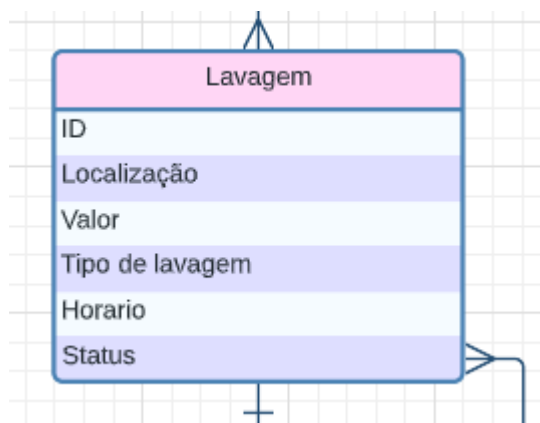 Lavagem
ID
Localização
Valor
Tipo de lavagem
Horario
Status